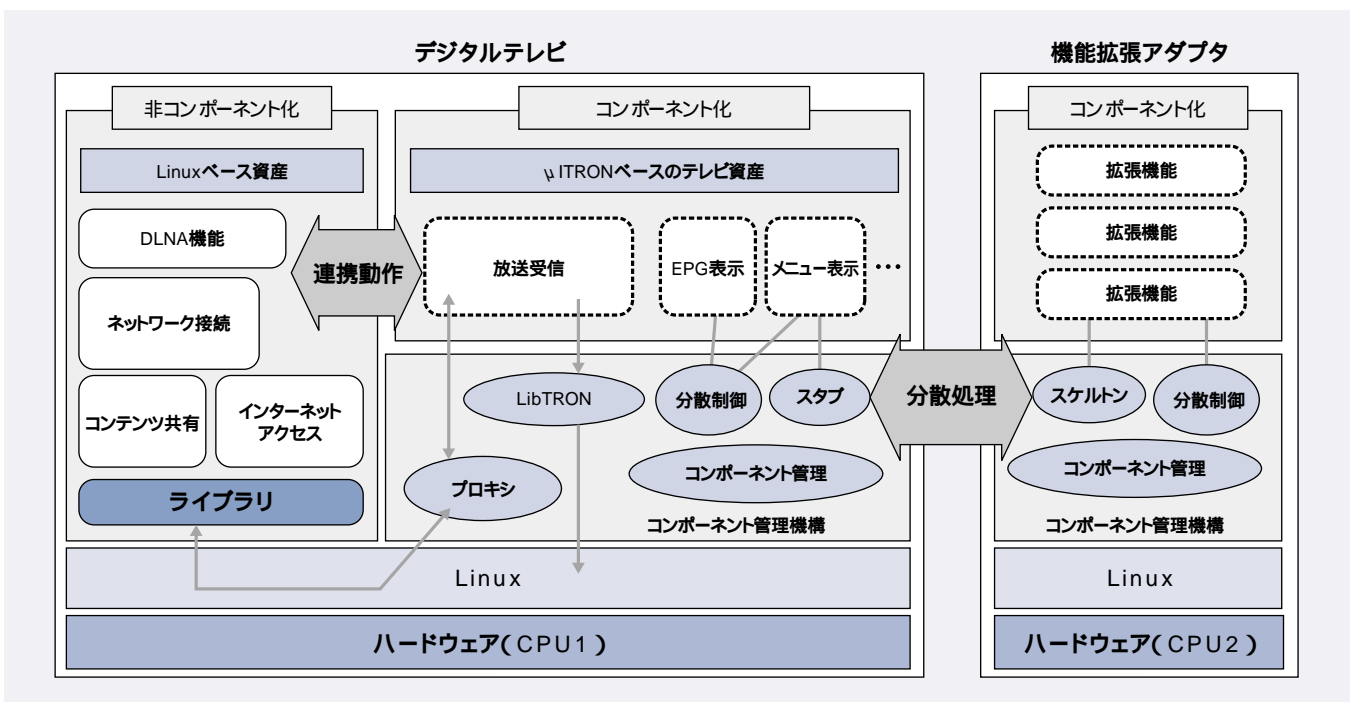 デジタルテレビ
機能拡張アダプタ
非コンポーネント化
コンポーネント化
コンポーネント化
Linuxベース資産
μITRONベースのテレビ資産
拡張機能
DLNA機能
連携動作
放送受信
EPG表示
メニュー表示
…
拡張機能
拡張機能
ネットワーク接続
コンテンツ共有
インターネット
アクセス
LibTRON
分散制御
スタブ
分散処理
スケルトン
分散制御
プロキシ
コンポーネント管理
コンポーネント管理
ライブラリ
コンポーネント管理機構
コンポーネント管理機構
Linux
Linux
ハードウェア(CPU1)
ハードウェア(CPU2)